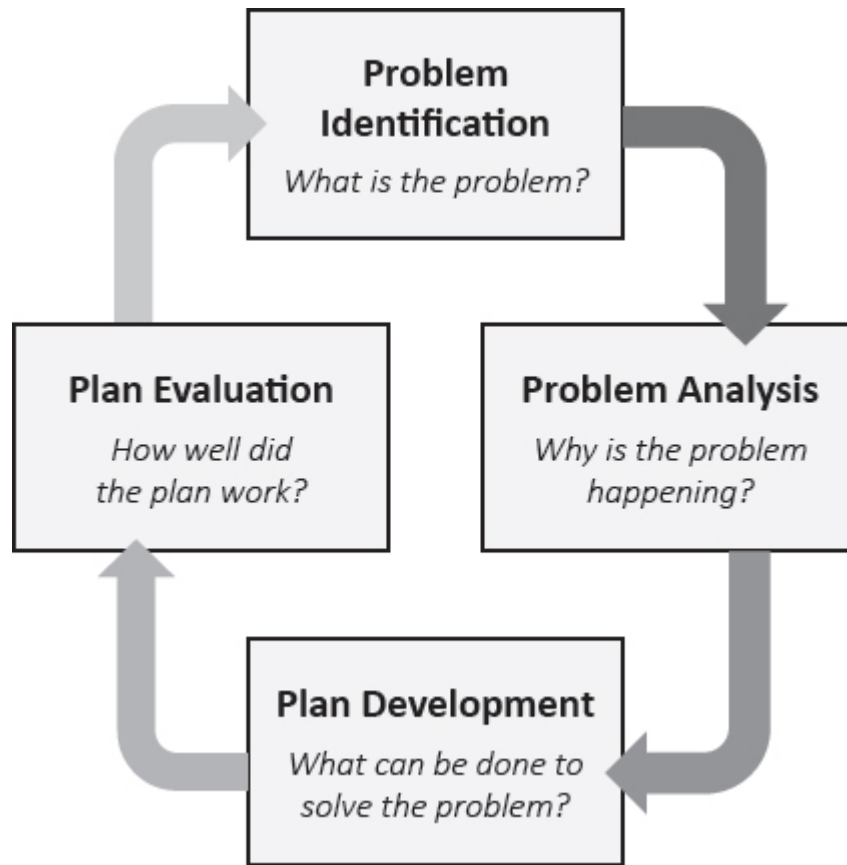 Problem
Identification
What is the problem?
Problem Analysis
Why is the problem
happening?
Plan Development
What can be done to
solve the problem?
Plan Evaluation
How well did
the plan work?